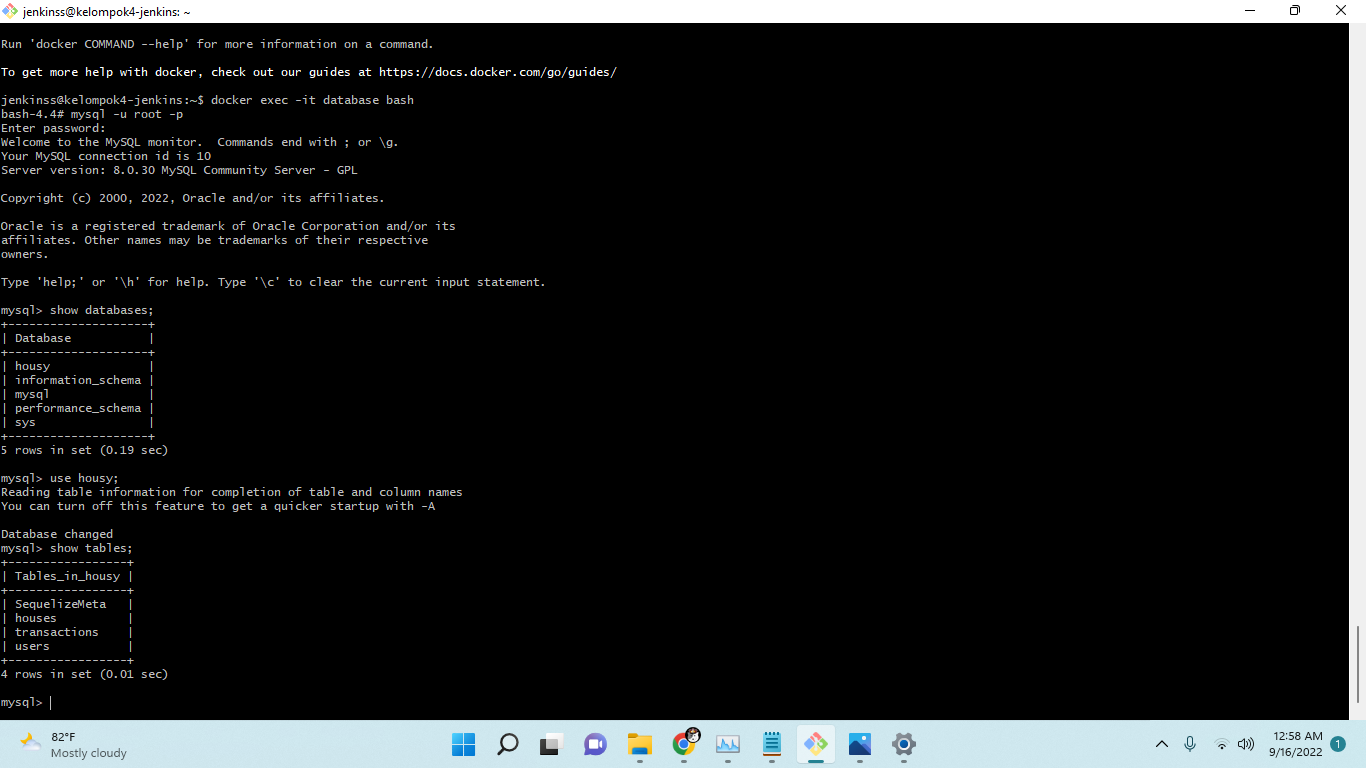 jenkinss@kelompok4-jenkins: ~
Run 'docker COMMAND --help' for more information on a command.
To get more help with docker, check out our guides at https://docs.docker.com/go/guides/
jenkinss@kelompok4-jenkins:~$ docker exec -it database bash
bash-4.4# mysql -u root -p
Enter password:
Welcome to the MySQL monitor.  Commands end with ; or \g.
Your MySQL connection id is 10
Server version: 8.0.30 MySQL Community Server - GPL
Copyright (c) 2000, 2022, Oracle and/or its affiliates.
Oracle is a registered trademark of Oracle Corporation and/or its
affiliates. Other names may be trademarks of their respective
owners.
Type 'help;' or '\h' for help. Type '\c' to clear the current input statement.
mysql> show databases;
+--------------------+
| Database           |
+--------------------+
| housy              |
| information_schema |
| mysql              |
| performance_schema |
| sys                |
+--------------------+
5 rows in set (0.19 sec)
mysql> use housy;
Reading table information for completion of table and column names
You can turn off this feature to get a quicker startup with -A
Database changed
mysql> show tables;
+-----------------+
| Tables_in_housy |
+-----------------+
| SequelizeMeta   |
| houses          |
| transactions    |
| users           |
+-----------------+
4 rows in set (0.01 sec)
mysql>
82°F
Mostly cloudy
12:58 AM
9/16/2022
1